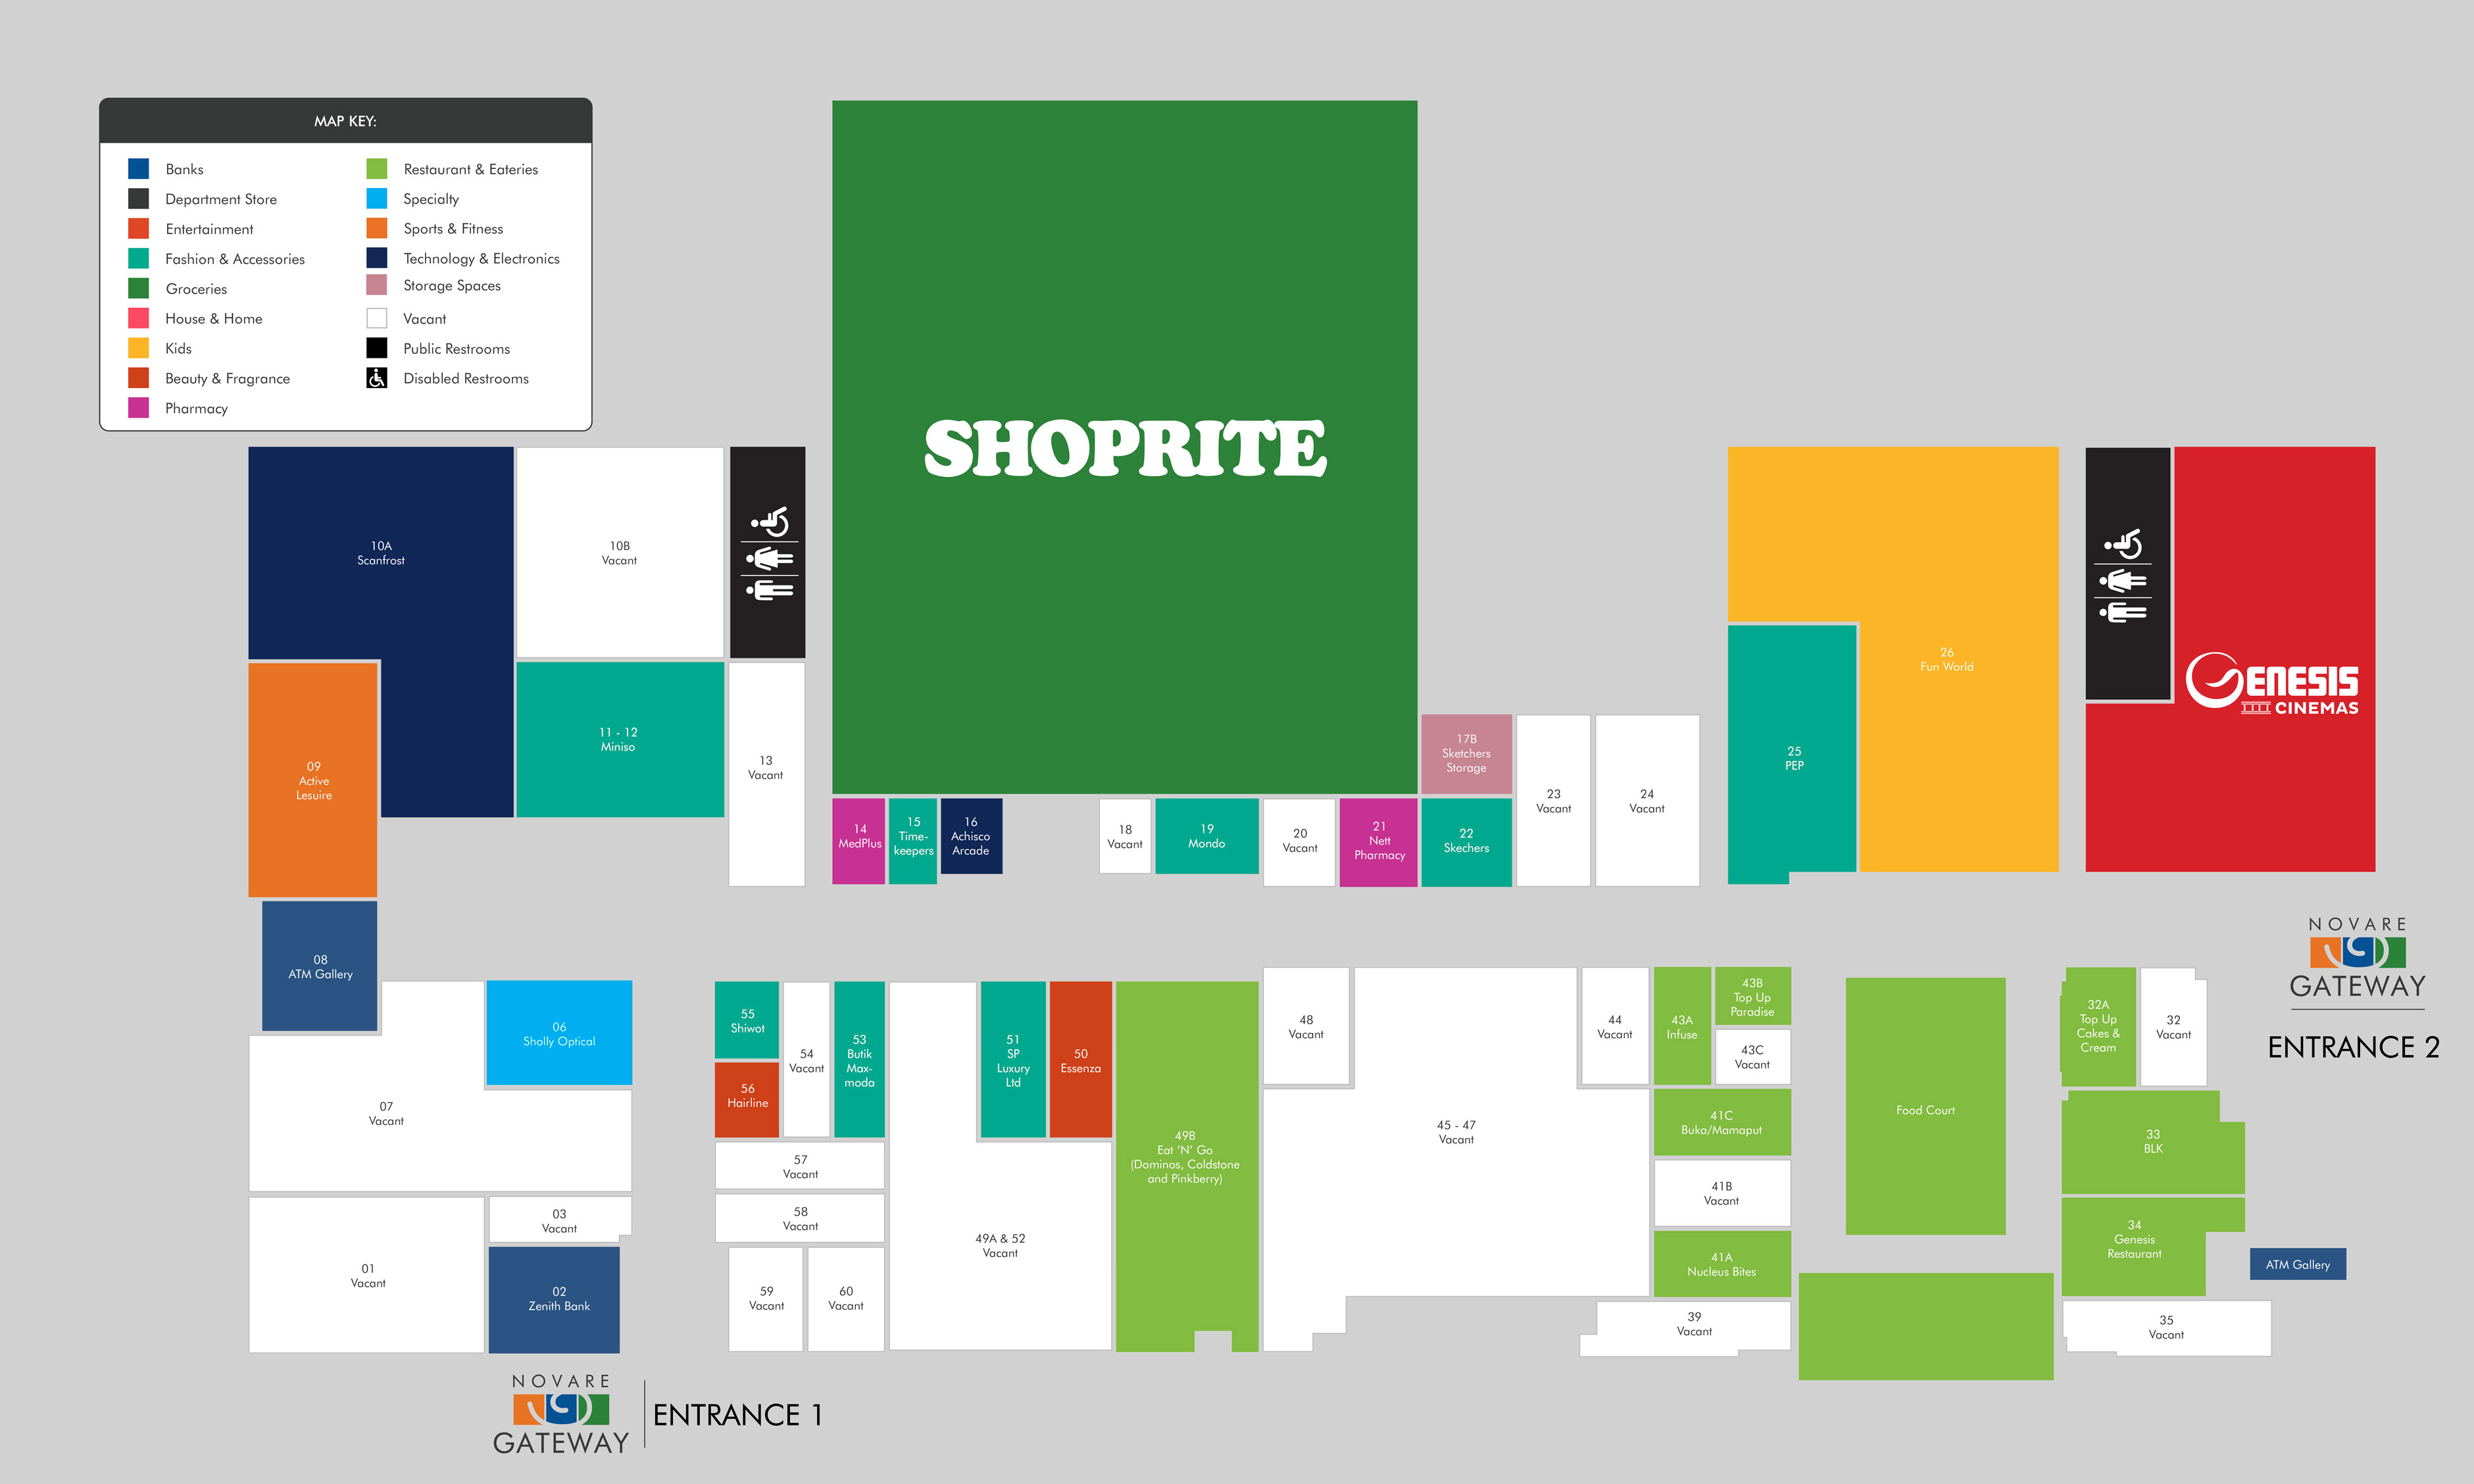 MAP KEY:
Banks
Department Store
Entertainment
Fashion & Accessories
Groceries
House & Home
Kids
Beauty & Fragrance
Pharmacy
Restaurant & Eateries
Specialty
Sports & Fitness
Technology & Electronics
Storage Spaces
Vacant
Public Restrooms
Disabled Restrooms
SHOPRITE
10A
Scanfrost
10B
Vacant
09
Active
Lesuire
11 - 12
Miniso
13
Vacant
14
MedPlus
15
Time-
keepers
16
Achisco
Arcade
18
Vacant
19
Mondo
20
Vacant
21
Nett
Pharmacy
17B
Sketchers
Storage
22
Skechers
23
Vacant
24
Vacant
25
PEP
26
Fun World
GENESIS
CINEMAS
08
ATM Gallery
06
Sholly Optical
07
Vacant
03
Vacant
01
Vacant
02
Zenith Bank
55
Shiwot
56
Hairline
54
Vacant
53
Butik
Max-
moda
51
SP
Luxury
Ltd
50
Essenza
57
Vacant
58
Vacant
59
Vacant
60
Vacant
49A & 52
Vacant
49B
Eat ‘N’ Go
(Dominos, Coldstone
and Pinkberry)
48
Vacant
45 - 47
Vacant
44
Vacant
43A
Infuse
43B
Top Up
Paradise
43C
Vacant
41C
Buka/Mamaput
41B
Vacant
41A
Nucleus Bites
39
Vacant
Food Court
32A
Top Up
Cakes &
Cream
32
Vacant
33
BLK
34
Genesis
Restaurant
ATM Gallery
35
Vacant
NOVARE
GATEWAY
ENTRANCE 2
NOVARE
GATEWAY
ENTRANCE 1